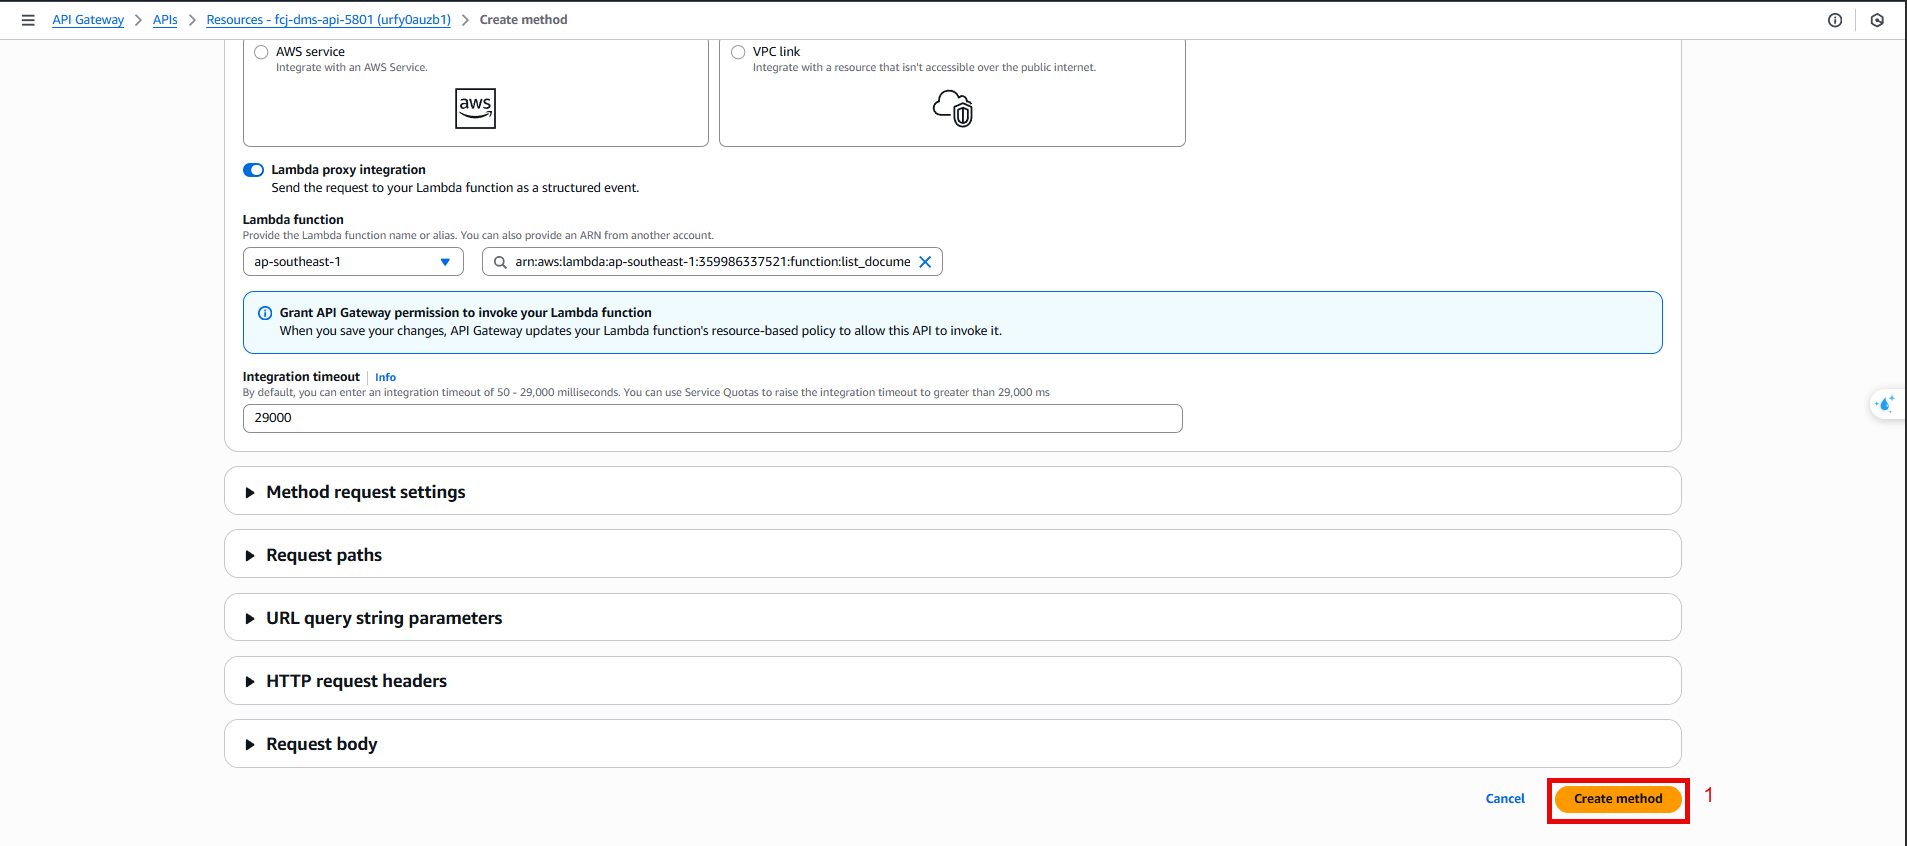 API Gateway > APIs > Resources - fcj-dms-api-5801 (urfy0auzb1) > Create method
AWS service
Integrate with an AWS Service.
aws
VPC link
Integrate with a resource that isn't accessible over the public internet.
Lambda proxy integration
Send the request to your Lambda function as a structured event.
Lambda function
Provide the Lambda function name or alias. You can also provide an ARN from another account.
ap-southeast-1
arn:aws:lambda:ap-southeast-1:359986337521:function:list_docume
Grant API Gateway permission to invoke your Lambda function
When you save your changes, API Gateway updates your Lambda function's resource-based policy to allow this API to invoke it.
Integration timeout Info
By default, you can enter an integration timeout of 50 - 29,000 milliseconds. You can use Service Quotas to raise the integration timeout to greater than 29,000 ms
29000
Method request settings
Request paths
URL query string parameters
HTTP request headers
Request body
Cancel
Create method
1